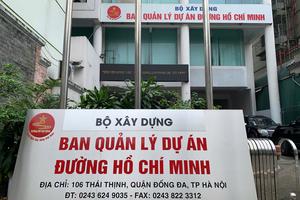 BỘ XÂY DỰNG
BAN QUẢN LÝ DỰ ÁN ĐƯỜNG HỒ CHÍ MINH
BỘ XÂY DỰNG
BAN QUẢN LÝ DỰ ÁN
ĐƯỜNG HỒ CHÍ MINH
ĐỊA CHỈ: 106 THÁI THỊNH, QUẬN ĐỐNG ĐA, TP HÀ NỘI
ĐT: 0243 624 9035 - FAX: 0243 822 3312